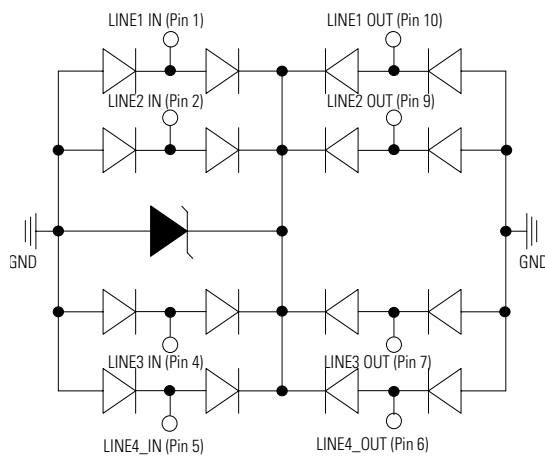 LINE1 IN (Pin 1)
LINE1 OUT (Pin 10)
LINE2 IN (Pin 2)
LINE2 OUT (Pin 9)
GND
GND
LINE3 IN (Pin 4)
LINE3 OUT (Pin 7)
LINE4_IN (Pin 5)
LINE4_OUT (Pin 6)